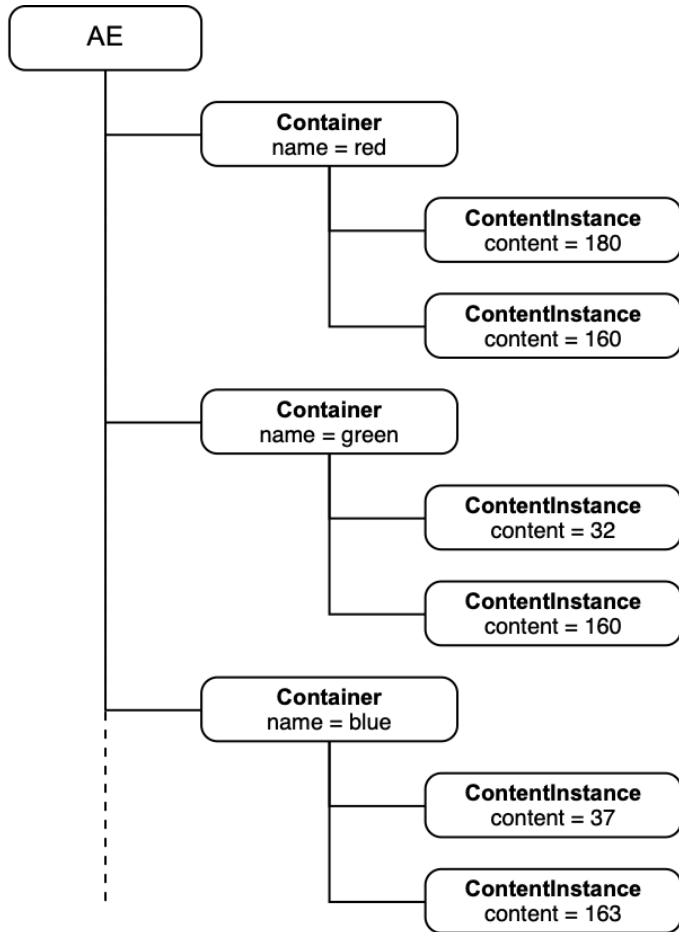 AE
Container
name = red
ContentInstance
content = 180
ContentInstance
content = 160
Container
name = green
ContentInstance
content = 32
ContentInstance
content = 160
Container
name = blue
ContentInstance
content = 37
ContentInstance
content = 163